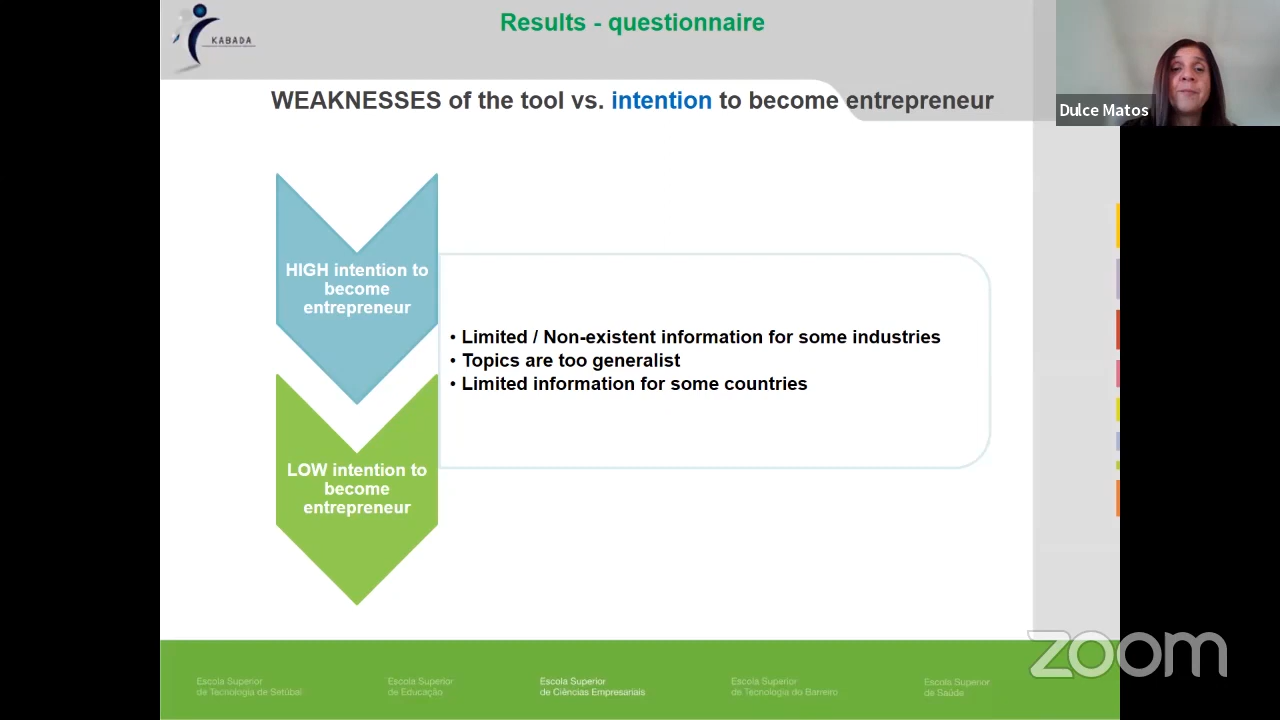 KABADA
Results - questionnaire
WEAKNESSES of the tool vs. intention to become entrepreneur
Dulce Matos
HIGH intention to
become
entrepreneur
• Limited / Non-existent information for some industries
• Topics are too generalist
• Limited information for some countries
LOW intention to
become
entrepreneur
Escola Superior
de Tecnologia de Setúbal
Escola Superior
de Educação
Escola Superior
de Ciências Empresariais
Escola Superior
de Tecnologia do Barreiro
Escola Superior
de Saúde
zoom